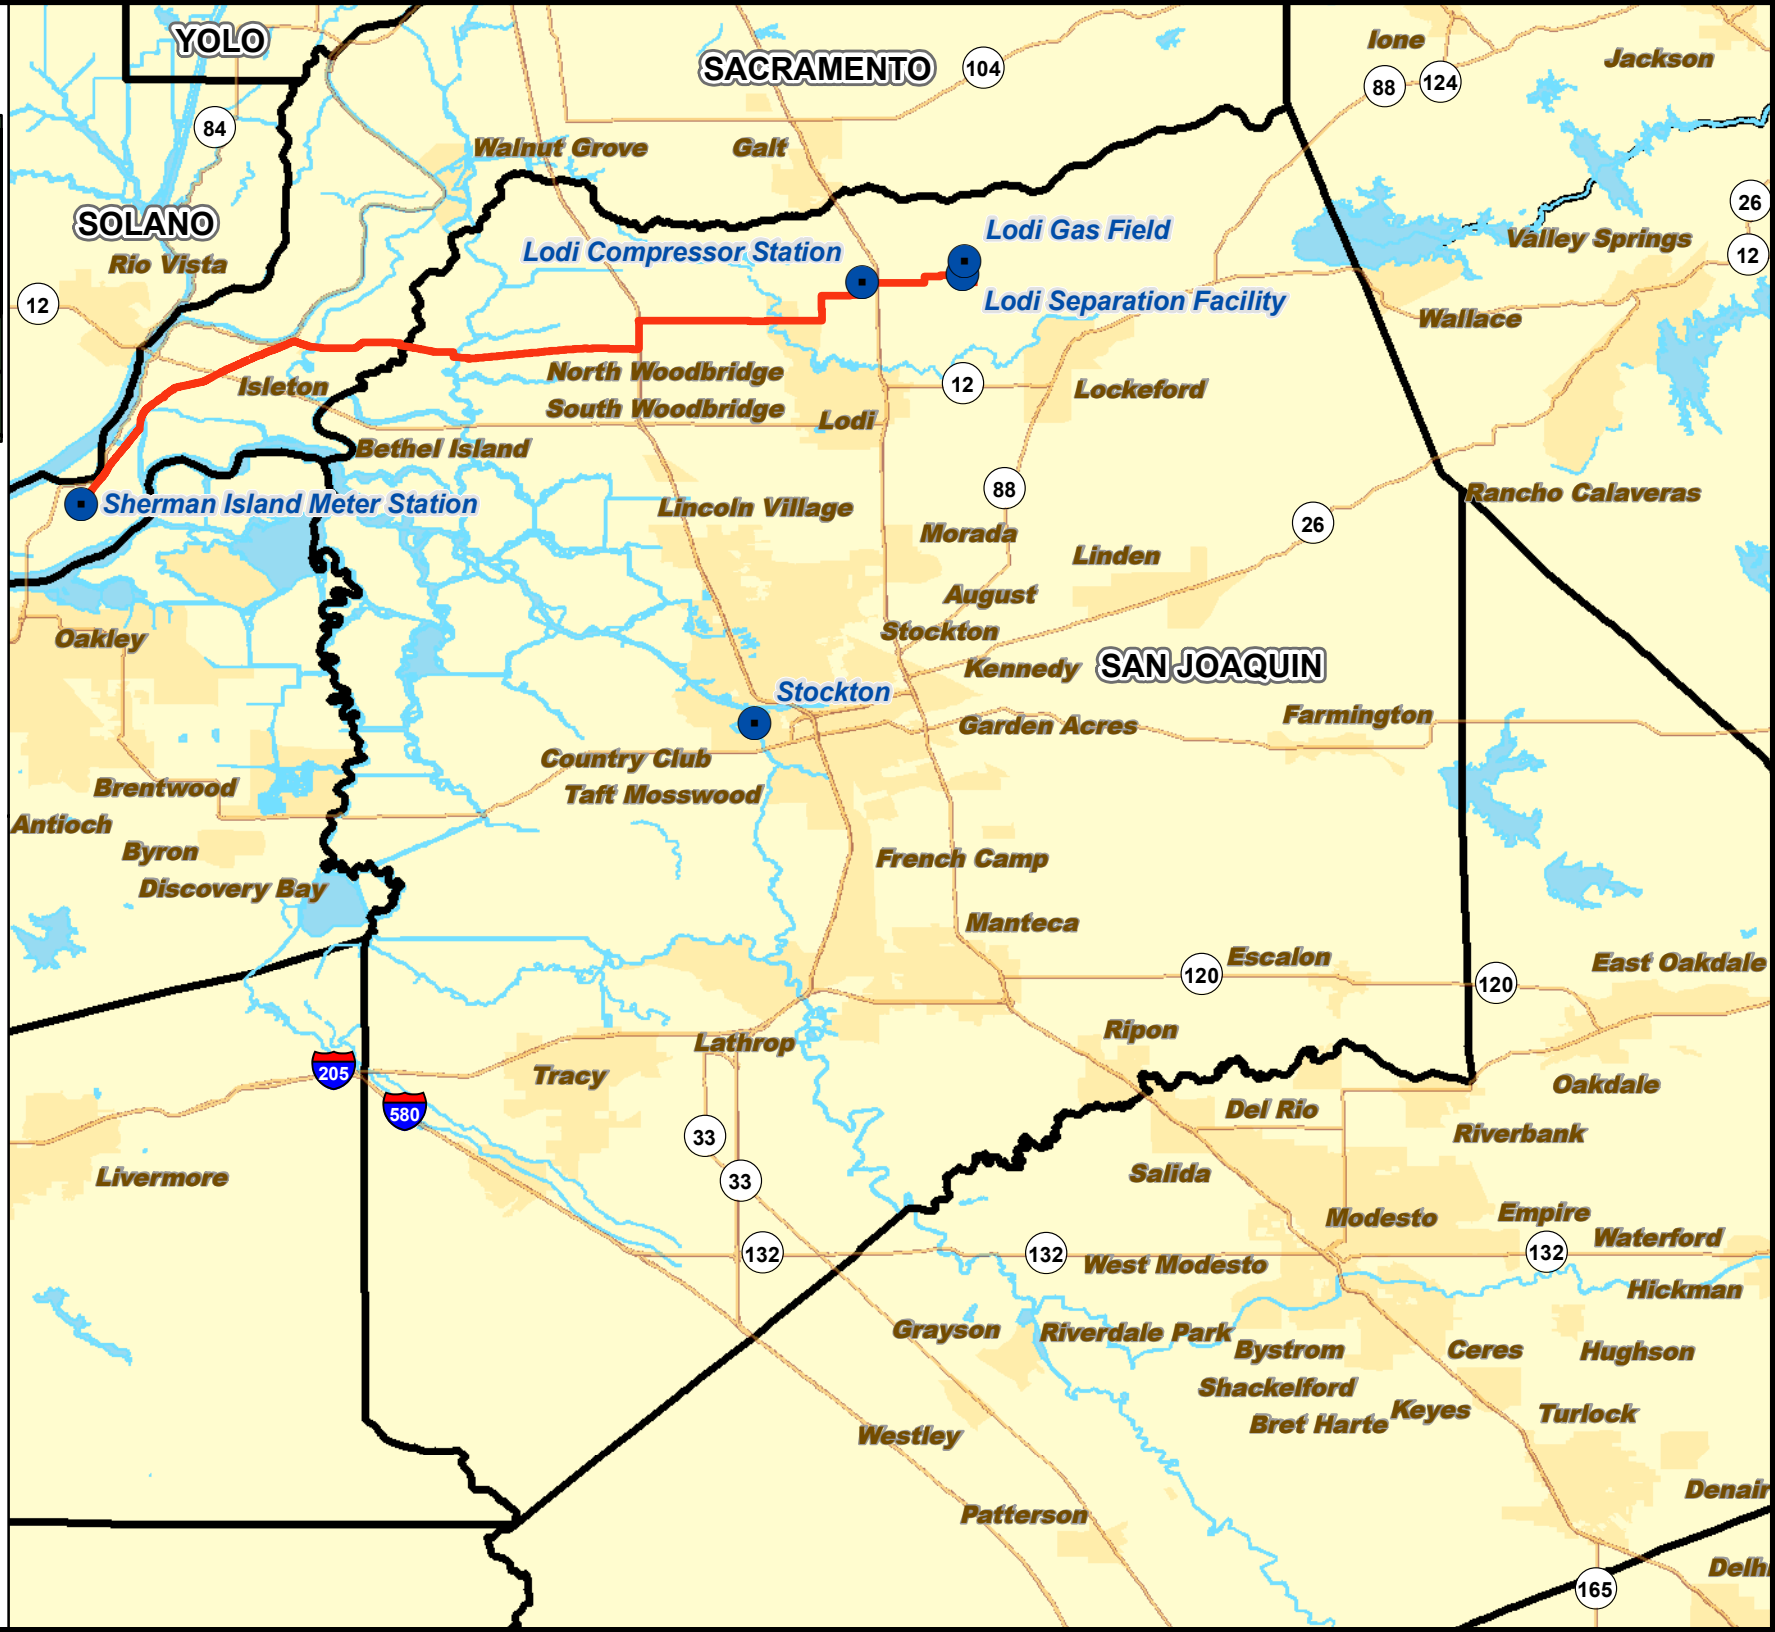 YOLO
SACRAMENTO
104
Ione
Jackson
88
124
84
Walnut Grove
Galt
26
SOLANO
Lodi Gas Field
Valley Springs
Lodi Compressor Station
12
Rio Vista
12
Lodi Separation Facility
Wallace
North Woodbridge
12
Isleton
Lockeford
South Woodbridge
Lodi
Bethel Island
88
Rancho Calaveras
Sherman Island Meter Station
Lincoln Village
26
Morada
Linden
August
Oakley
Stockton
Kennedy
SAN JOAQUIN
Stockton
Garden Acres
Farmington
Country Club
Brentwood
Taft Mosswood
Antioch
Byron
French Camp
Discovery Bay
Manteca
Escalon
East Oakdale
120
120
Ripon
Lathrop
205
Tracy
Oakdale
580
Del Rio
33
Riverbank
Livermore
Salida
33
Empire
Modesto
Waterford
132
132
132
West Modesto
Hickman
Grayson
Riverdale Park
Bystrom
Ceres
Hughson
Shackelford
Keyes
Turlock
Bret Harte
Westley
Denair
Patterson
Delhi
165